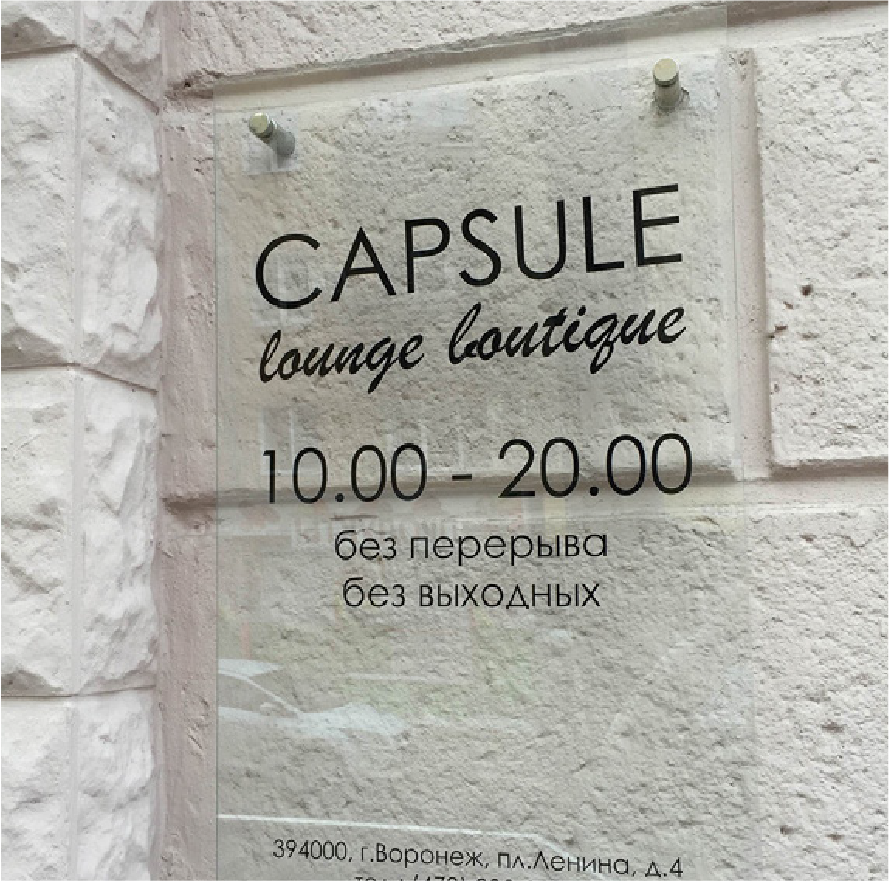 CAPSULE
lounge boutique
10.00 - 20.00
без перерыва
без выходных
394000, г.Воронеж, пл.Ленина, д.4